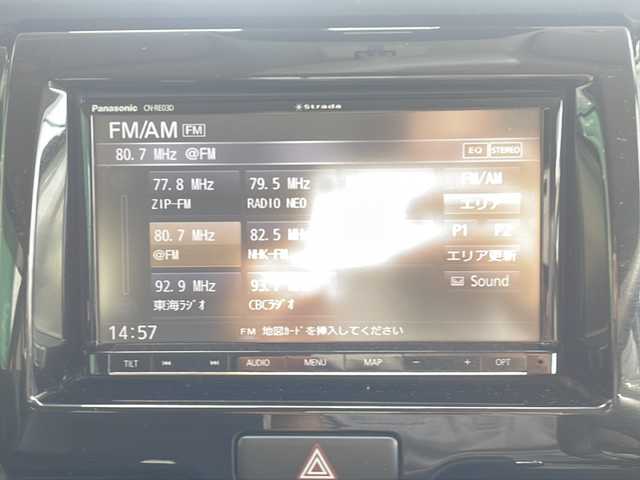 Panasonic CN-RE03D Strada
FM/AM FM
80.7 MHz @FM EQ STEREO
77.8 MHz 79.5 MHz FM/AM
ZIP-FM RADIO NEO エリア
80.7 MHz 82.5 MHz P1 P2
@FM NHK-FM エリア更新
92.9 MHz Sound
東海ラジオ CBCラジオ
14:57 FM 地図カードを挿入してください
TILT AUDIO MENU MAP − + OPT